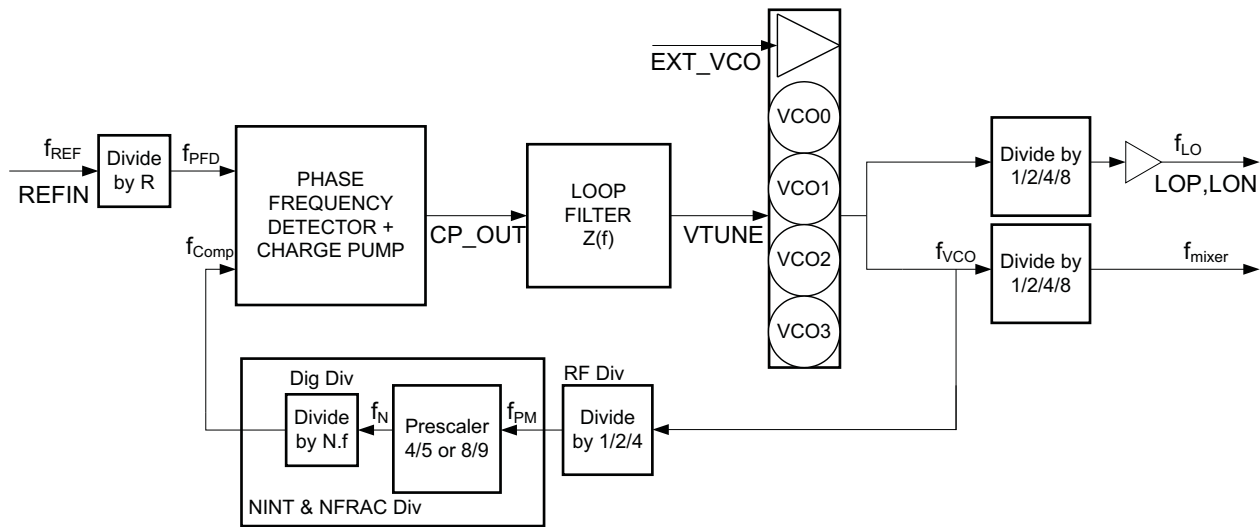 EXT_VCO
VCO0
VCO1
VCO2
VCO3
fREF
REFIN
Divide
by R
fPFD
fComp
PHASE
FREQUENCY
DETECTOR +
CHARGE PUMP
CP_OUT
LOOP
FILTER
Z(f)
VTUNE
Divide by
1/2/4/8
fLO
LOP,LON
fVCO
Divide by
1/2/4/8
fmixer
Dig Div
Divide
by N.f
fN
Prescaler
4/5 or 8/9
fPM
RF Div
Divide
by 1/2/4
NINT & NFRAC Div